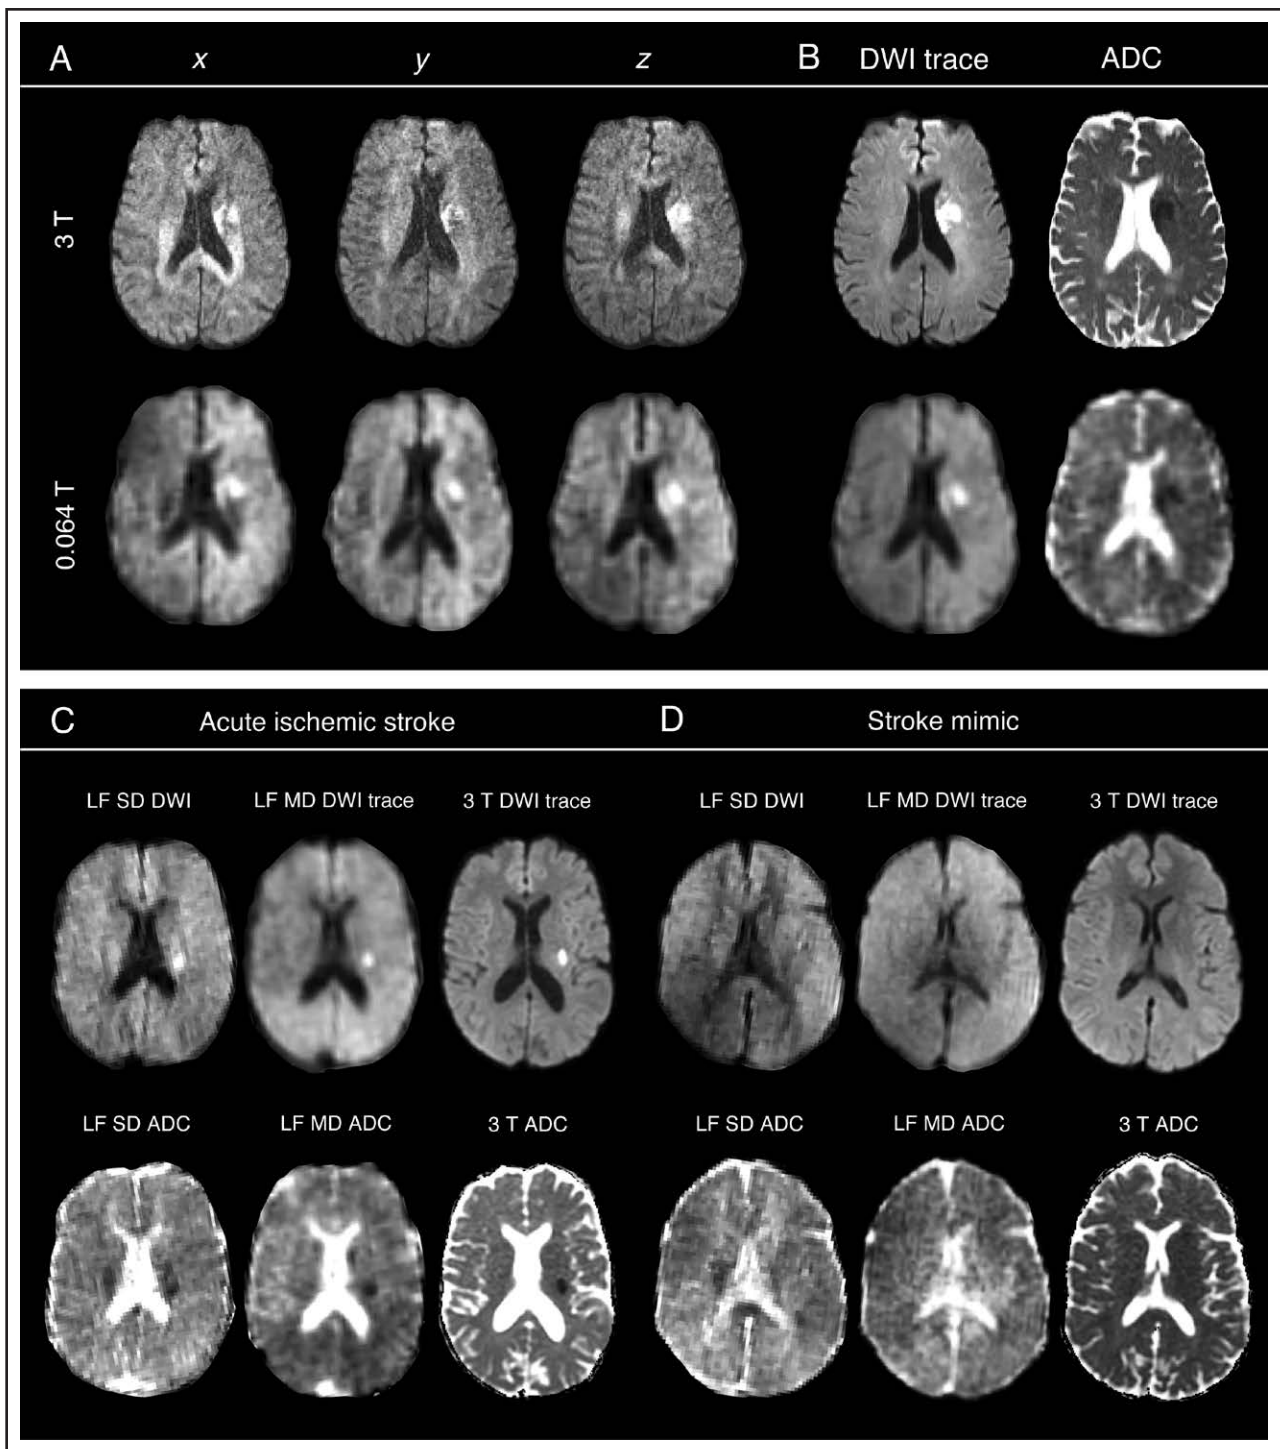 A x y z B DWI trace ADC
3 T
0.064 T
C Acute ischemic stroke D Stroke mimic
LF SD DWI LF MD DWI trace 3 T DWI trace LF SD DWI LF MD DWI trace 3 T DWI trace
LF SD ADC LF MD ADC 3 T ADC LF SD ADC LF MD ADC 3 T ADC